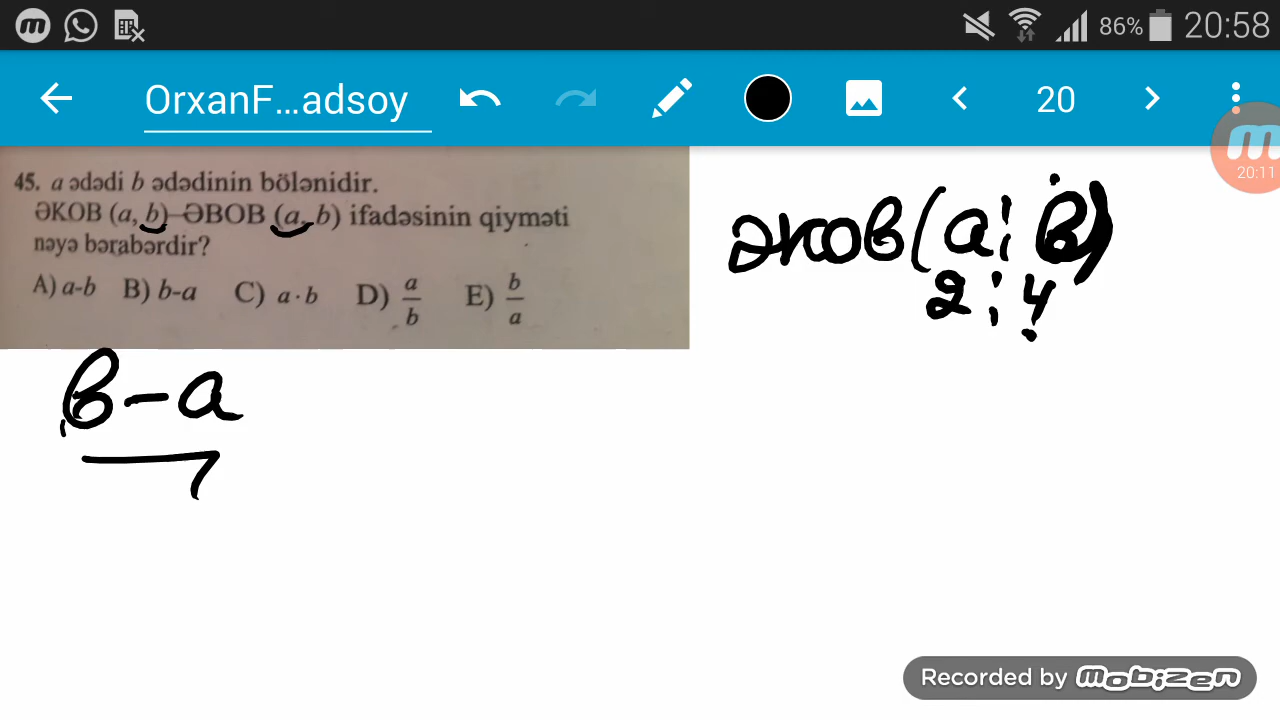 86% 20:58
OrxanF...adsoy 20
20:11
45. a ədədi b ədədinin bölənidir.
ƏKOB (a, b)–ƏBOB (a, b) ifadəsinin qiyməti
nəyə bərabərdir?
A) a-b B) b-a C) a·b D) a/b E) b/a
əкoв(a; в)
2; 4
в-a
Recorded by mobizen